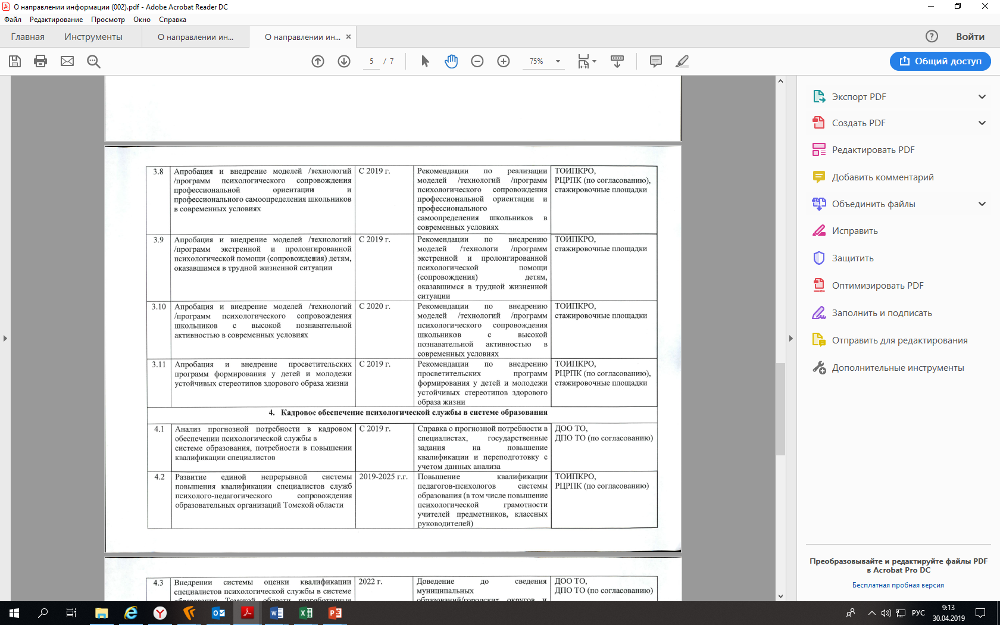 О направлении информации (002).pdf - Adobe Acrobat Reader DC
Файл Редактирование Просмотр Окно Справка
Главная Инструменты О направлении ин... О направлении ин... Войти
5 / 7 75% Общий доступ
3.8 Апробация и внедрение моделей /технологий С 2019 г. Рекомендации по реализации ТОИПКРО,
/программ психологического сопровождения моделей /технологий /программ РЦРПК (по согласованию),
профессиональной ориентации и психологического сопровождения стажировочные площадки
профессионального самоопределения школьников профессиональной ориентации и
в современных условиях профессионального
самоопределения школьников в
современных условиях
3.9 Апробация и внедрение моделей /технологий С 2019 г. Рекомендации по внедрению ТОИПКРО,
/программ экстренной и пролонгированной моделей /технологи /программ стажировочные площадки
психологической помощи (сопровождения) детям, экстренной и пролонгированной
оказавшимся в трудной жизненной ситуации психологической помощи
(сопровождения) детям,
оказавшимся в трудной жизненной
ситуации
3.10 Апробация и внедрение моделей /технологий С 2020 г. Рекомендации по внедрению ТОИПКРО,
/программ психологического сопровождения моделей /технологий /программ стажировочные площадки
школьников с высокой познавательной психологического сопровождения
активностью в современных условиях школьников с высокой
познавательной активностью в
современных условиях
3.11 Апробация и внедрение просветительских С 2019 г. Рекомендации по внедрению ТОИПКРО,
программ формирования у детей и молодежи просветительских программ РЦРПК (по согласованию),
устойчивых стереотипов здорового образа жизни формирования у детей и молодежи стажировочные площадки
устойчивых стереотипов здорового
образа жизни
4. Кадровое обеспечение психологической службы в системе образования
4.1 Анализ прогнозной потребности в кадровом С 2019 г. Справка о прогнозной потребности в ДОО ТО,
обеспечении психологической службы в специалистах, государственные ДПО ТО (по согласованию)
системе образования, потребности в повышении задания на повышение
квалификации специалистов квалификации и переподготовку с
учетом данных анализа
4.2 Развитие единой непрерывной системы 2019-2025 г.г. Повышение квалификации ТОИПКРО,
повышения квалификации специалистов служб педагогов-психологов системы РЦРПК (по согласованию)
психолого-педагогического сопровождения образования (в том числе повышение
образовательных организаций Томской области психологической грамотности
учителей предметников, классных
руководителей)
4.3 Внедрении системы оценки квалификации 2022 г. Доведение до сведения ДОО ТО,
специалистов психологической службы в системе муниципальных ДПО ТО (по согласованию)
образования Томской области разработанные образований/городских округов и
Экспорт PDF
Создать PDF
Редактировать PDF
Добавить комментарий
Объединить файлы
Исправить
Защитить
Оптимизировать PDF
Заполнить и подписать
Отправить для редактирования
Дополнительные инструменты
Преобразовывайте и редактируйте файлы PDF
в Acrobat Pro DC
Бесплатная пробная версия
РУС 9:13
30.04.2019